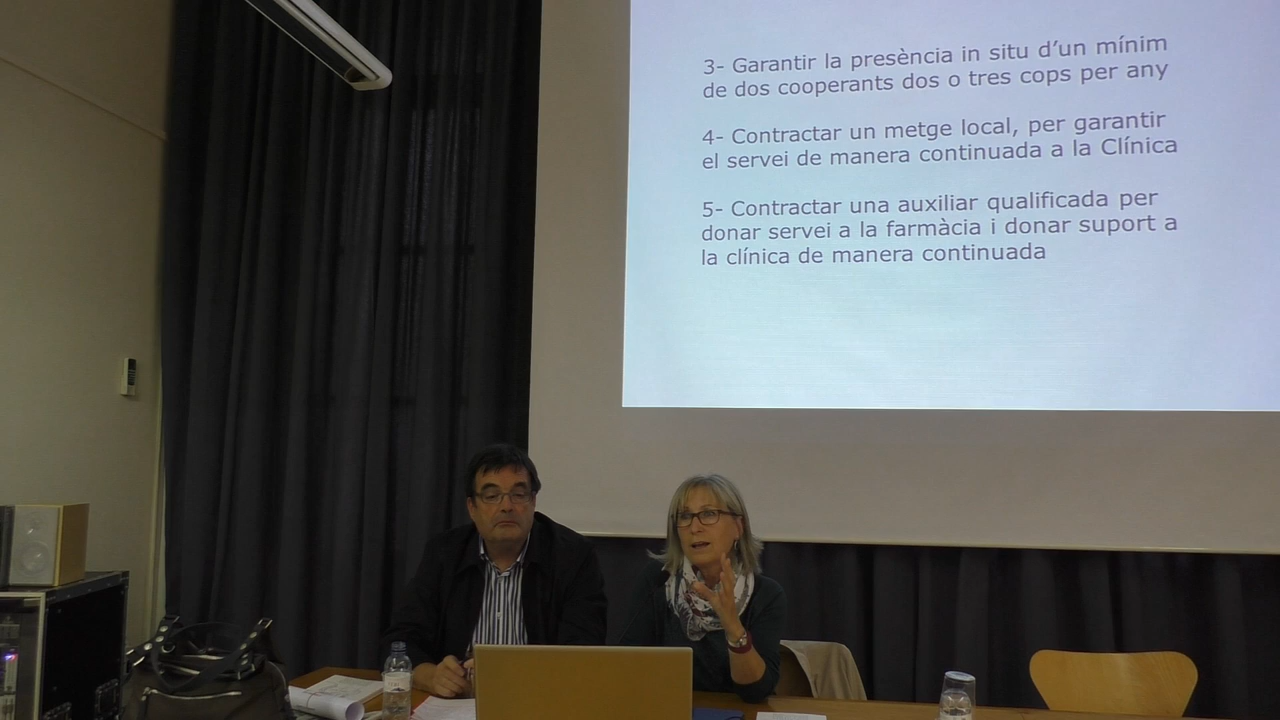 3- Garantir la presència in situ d’un mínim
de dos cooperants dos o tres cops per any
4- Contractar un metge local, per garantir
el servei de manera continuada a la Clínica
5- Contractar una auxiliar qualificada per
donar servei a la farmàcia i donar suport a
la clínica de manera continuada